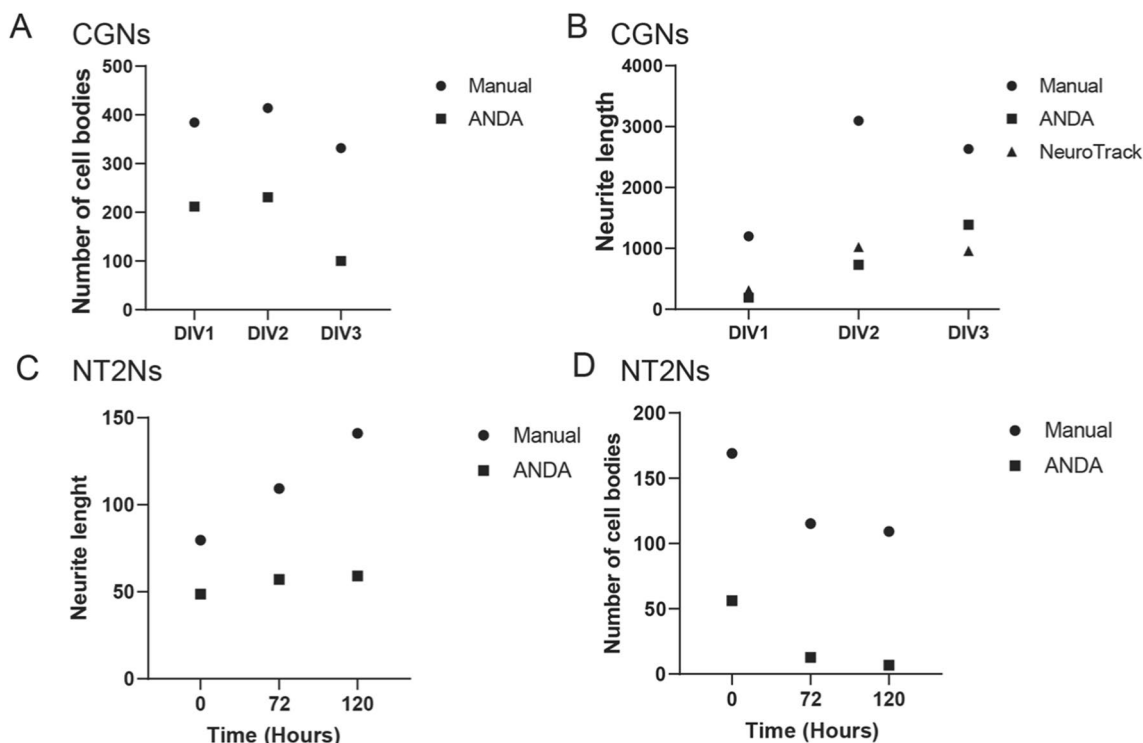 A CGNs
Number of cell bodies
500
400
300
200
100
0
DIV1 DIV2 DIV3
Manual
ANDA
B CGNs
Neurite length
4000
3000
2000
1000
0
DIV1 DIV2 DIV3
Manual
ANDA
NeuroTrack
C NT2Ns
Neurite lenght
150
100
50
0
0 72 120
Time (Hours)
Manual
ANDA
D NT2Ns
Number of cell bodies
200
150
100
50
0
0 72 120
Time (Hours)
Manual
ANDA